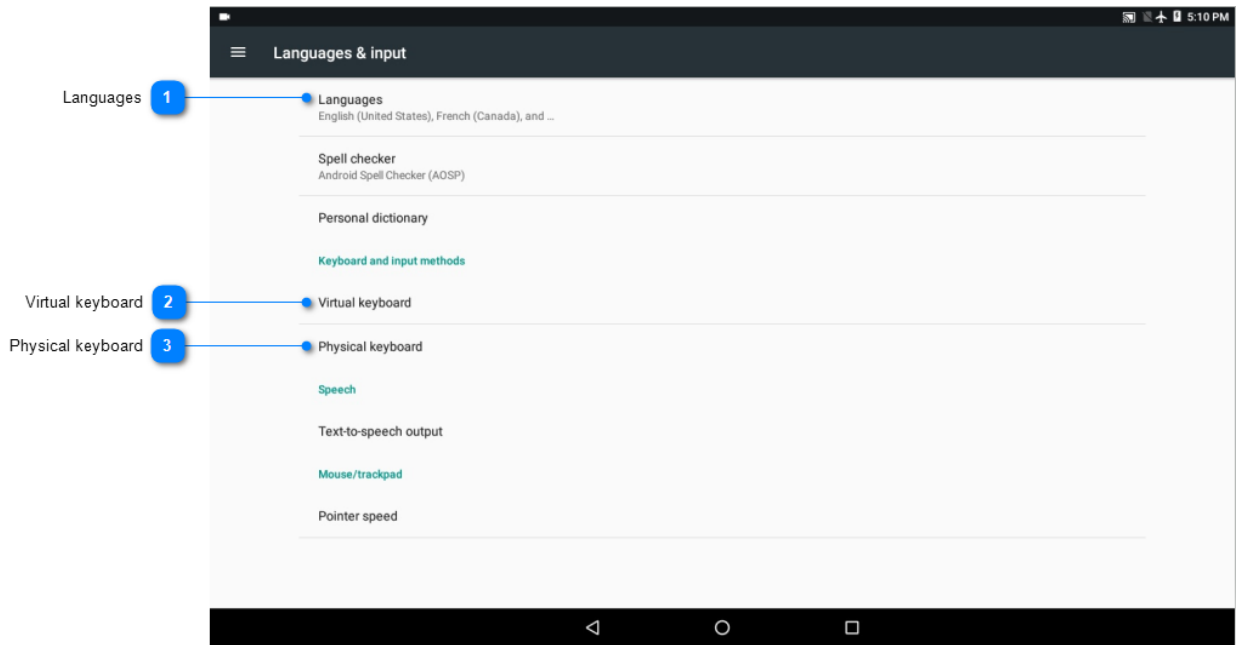 5:10 PM
Languages & input
Languages 1
Languages
English (United States), French (Canada), and ...
Spell checker
Android Spell Checker (AOSP)
Personal dictionary
Keyboard and input methods
Virtual keyboard 2
Virtual keyboard
Physical keyboard 3
Physical keyboard
Speech
Text-to-speech output
Mouse/trackpad
Pointer speed